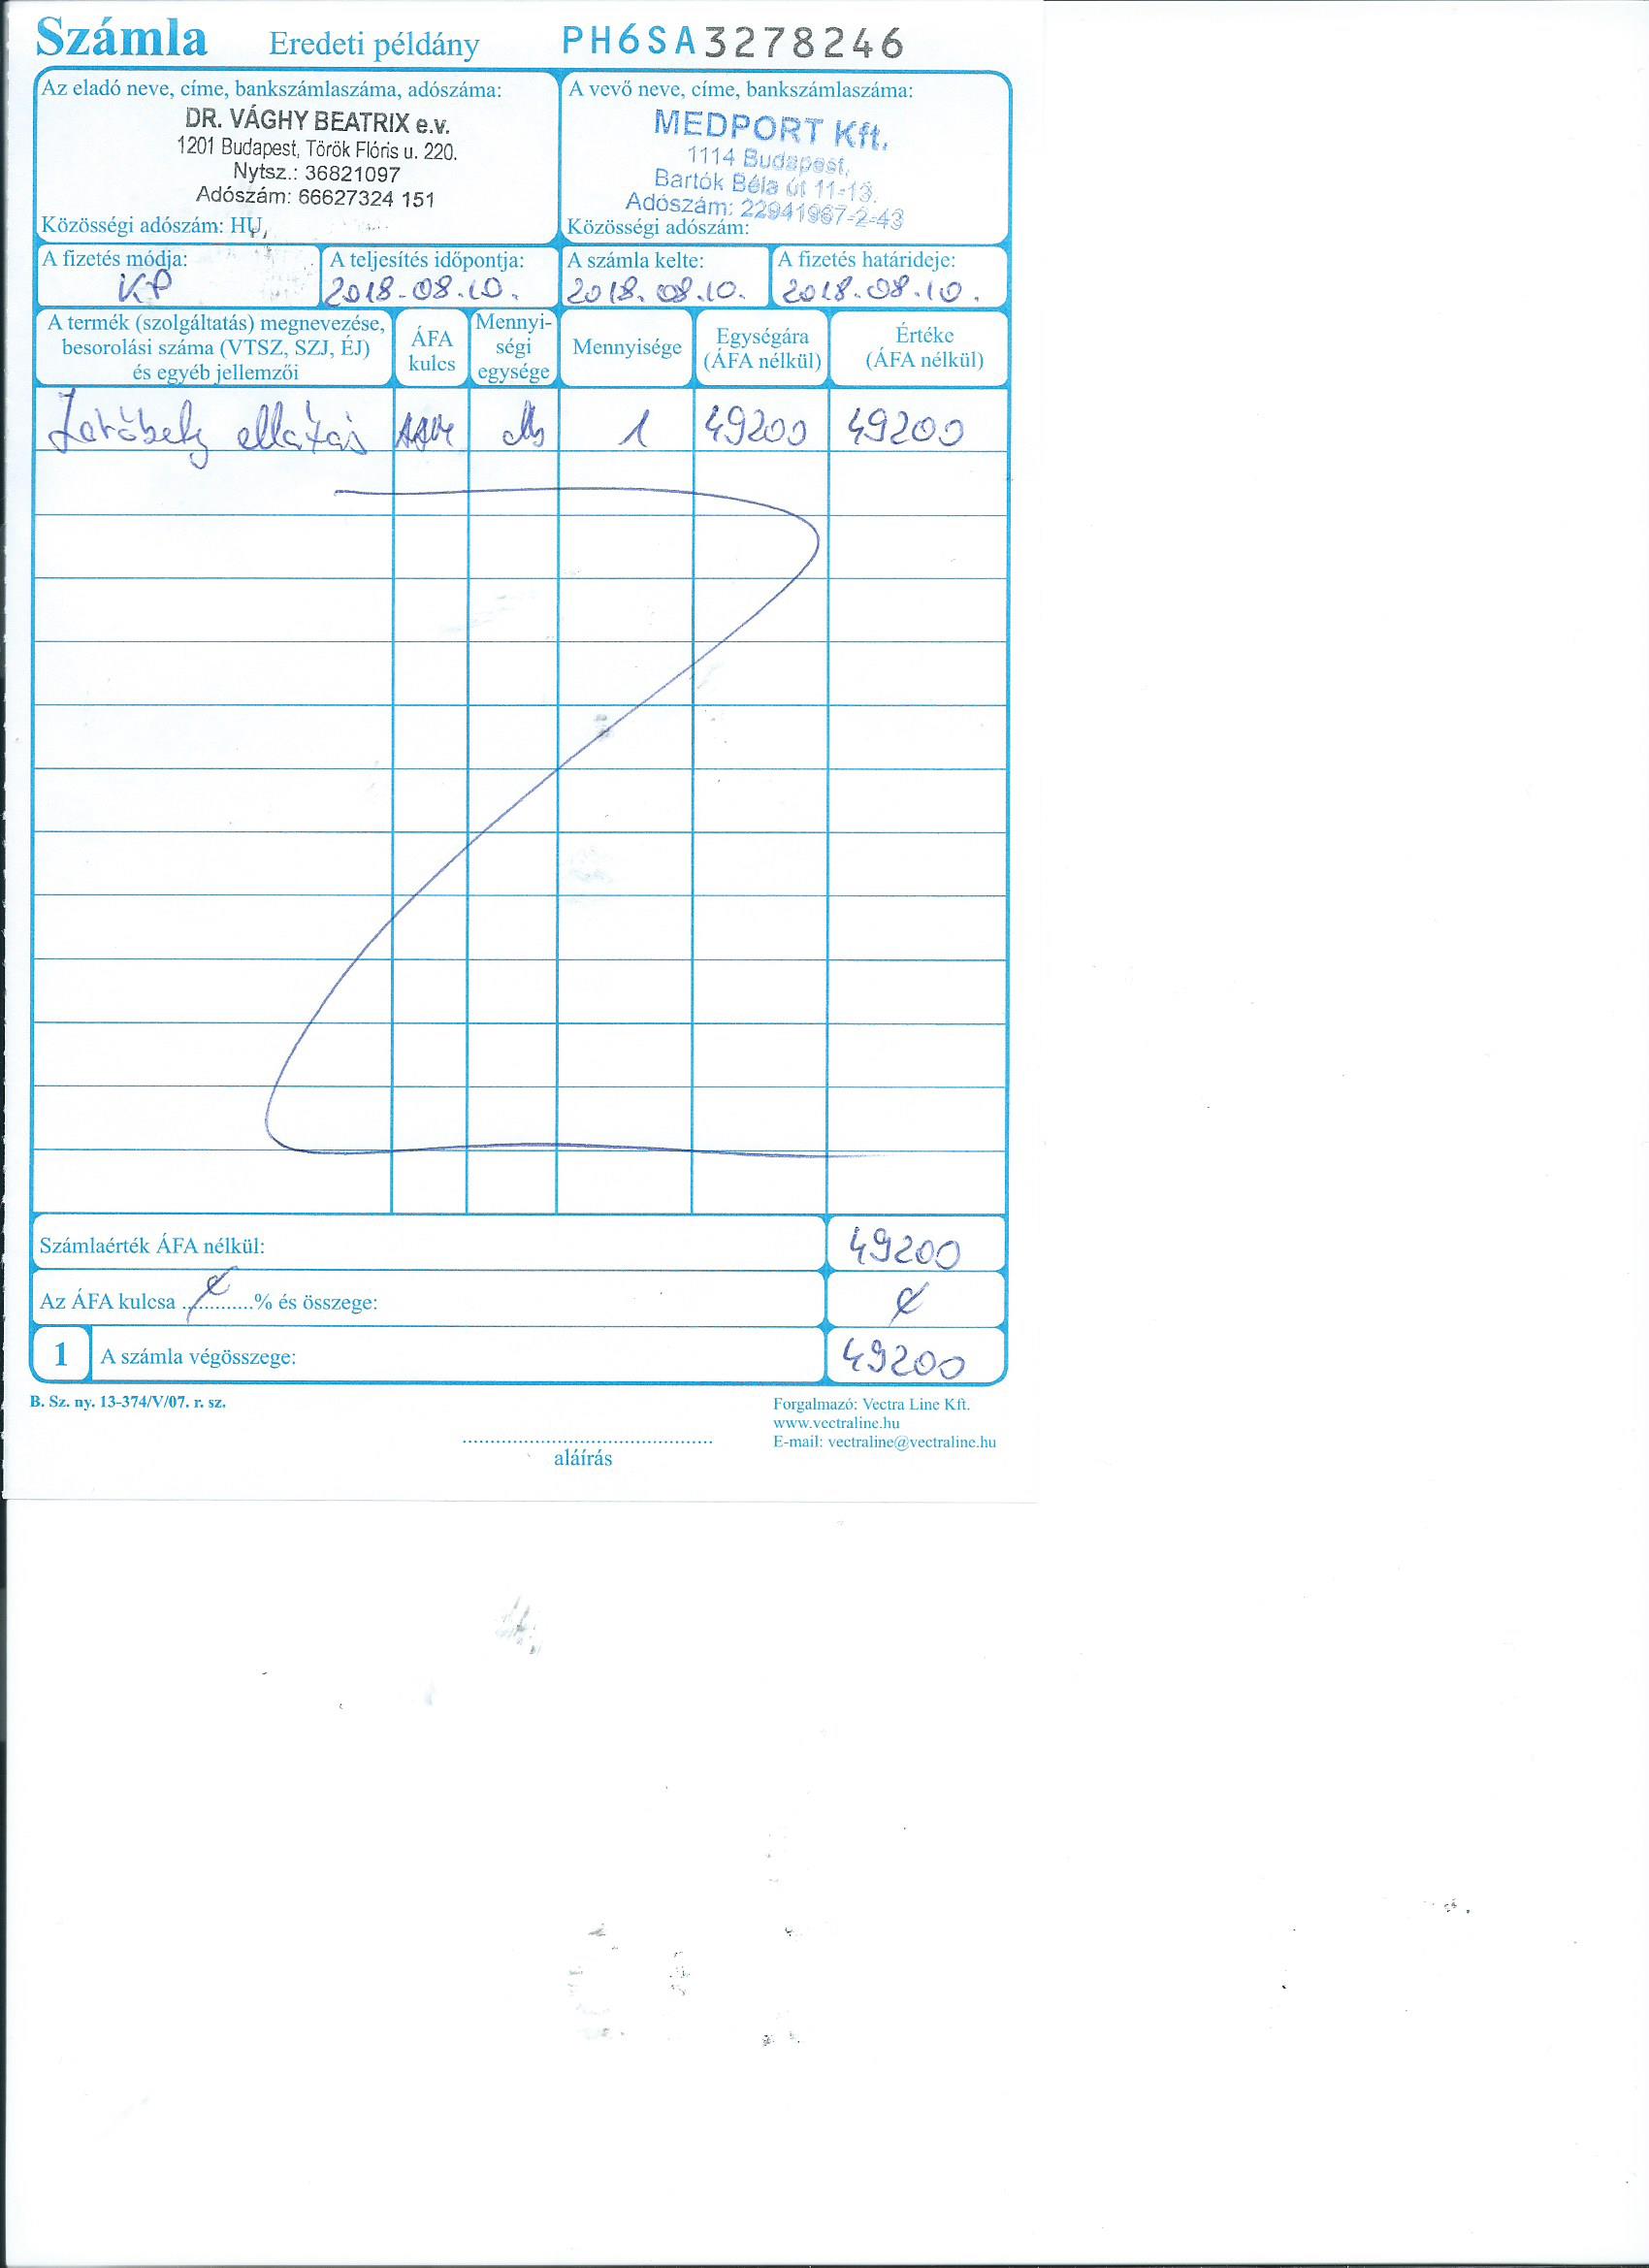 Számla Eredeti példány PH6SA3278246
Az eladó neve, címe, bankszámlaszáma, adószáma:
DR. VÁGHY BEATRIX e.v.
1201 Budapest, Török Flóris u. 220.
Nytsz.: 36821097
Adószám: 66627324 151
Közösségi adószám: HU,
A vevő neve, címe, bankszámlaszáma:
MEDPORT Kft.
1114 Budapest,
Bartók Béla út 11-13.
Adószám: 22941967-2-43
Közösségi adószám:
A fizetés módja:
KP
A teljesítés időpontja:
2018-08.10.
A számla kelte:
2018.08.10.
A fizetés határideje:
2018.08.10.
A termék (szolgáltatás) megnevezése,
besorolási száma (VTSZ, SZJ, ÉJ)
és egyéb jellemzői
ÁFA
kulcs
Mennyi-
ségi
egysége
Mennyisége
Egységára
(ÁFA nélkül)
Értéke
(ÁFA nélkül)
ellátás 1 49200 49200
Számlaérték ÁFA nélkül: 49200
Az ÁFA kulcsa ............% és összege:
1 A számla végösszege: 49200
B. Sz. ny. 13-374/V/07. r. sz.
Forgalmazó: Vectra Line Kft.
www.vectraline.hu
E-mail: vectraline@vectraline.hu
aláírás